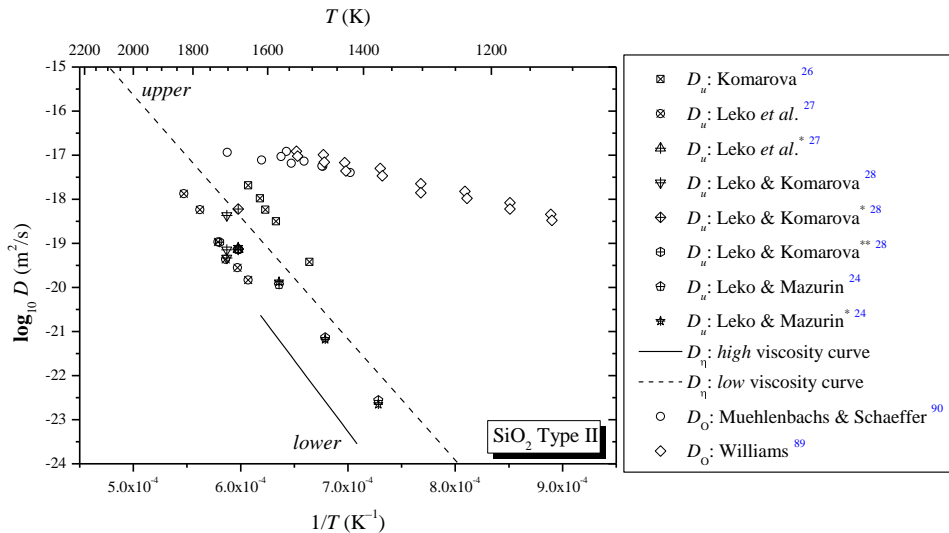 T (K)
2200 2000 1800 1600 1400 1200
-15
-16
-17
-18
-19
-20
-21
-22
-23
-24
log₁₀ D (m²/s)
upper
lower
SiO₂ Type II
5.0x10⁻⁴ 6.0x10⁻⁴ 7.0x10⁻⁴ 8.0x10⁻⁴ 9.0x10⁻⁴
1/T (K⁻¹)
Dᵤ: Komarova ²⁶
Dᵤ: Leko et al. ²⁷
Dᵤ: Leko et al.* ²⁷
Dᵤ: Leko & Komarova ²⁸
Dᵤ: Leko & Komarova* ²⁸
Dᵤ: Leko & Komarova** ²⁸
Dᵤ: Leko & Mazurin ²⁴
Dᵤ: Leko & Mazurin* ²⁴
D_η: high viscosity curve
D_η: low viscosity curve
D_O: Muehlenbachs & Schaeffer ⁹⁰
D_O: Williams ⁸⁹